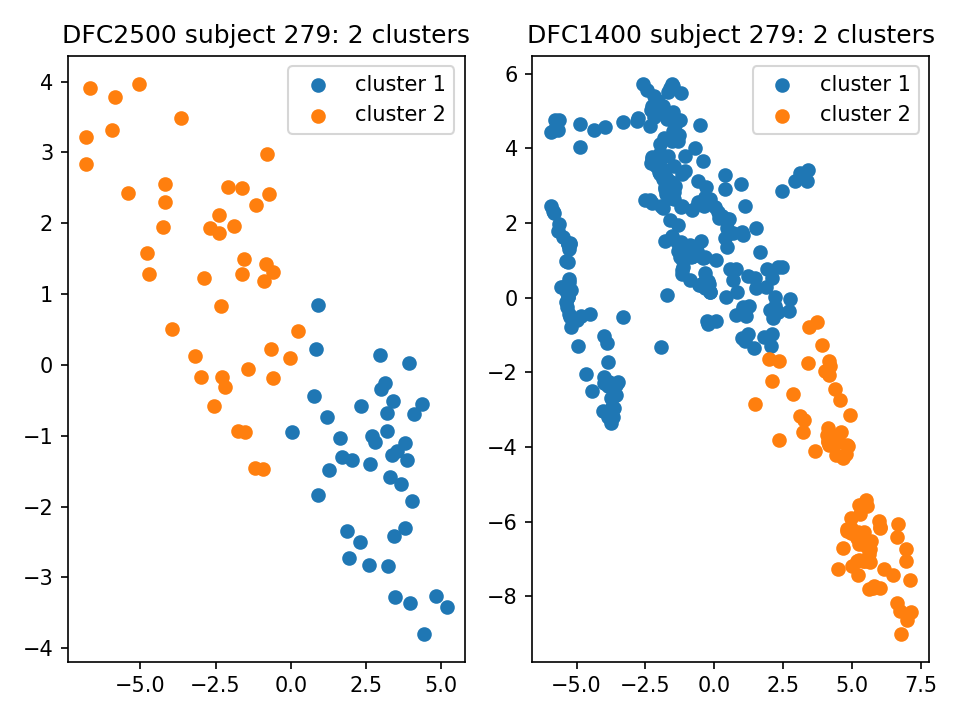 DFC2500 subject 279: 2 clusters
cluster 1
cluster 2
4
3
2
1
0
−1
−2
−3
−4
−5.0 −2.5 0.0 2.5 5.0
DFC1400 subject 279: 2 clusters
cluster 1
cluster 2
6
4
2
0
−2
−4
−6
−8
−5.0 −2.5 0.0 2.5 5.0 7.5